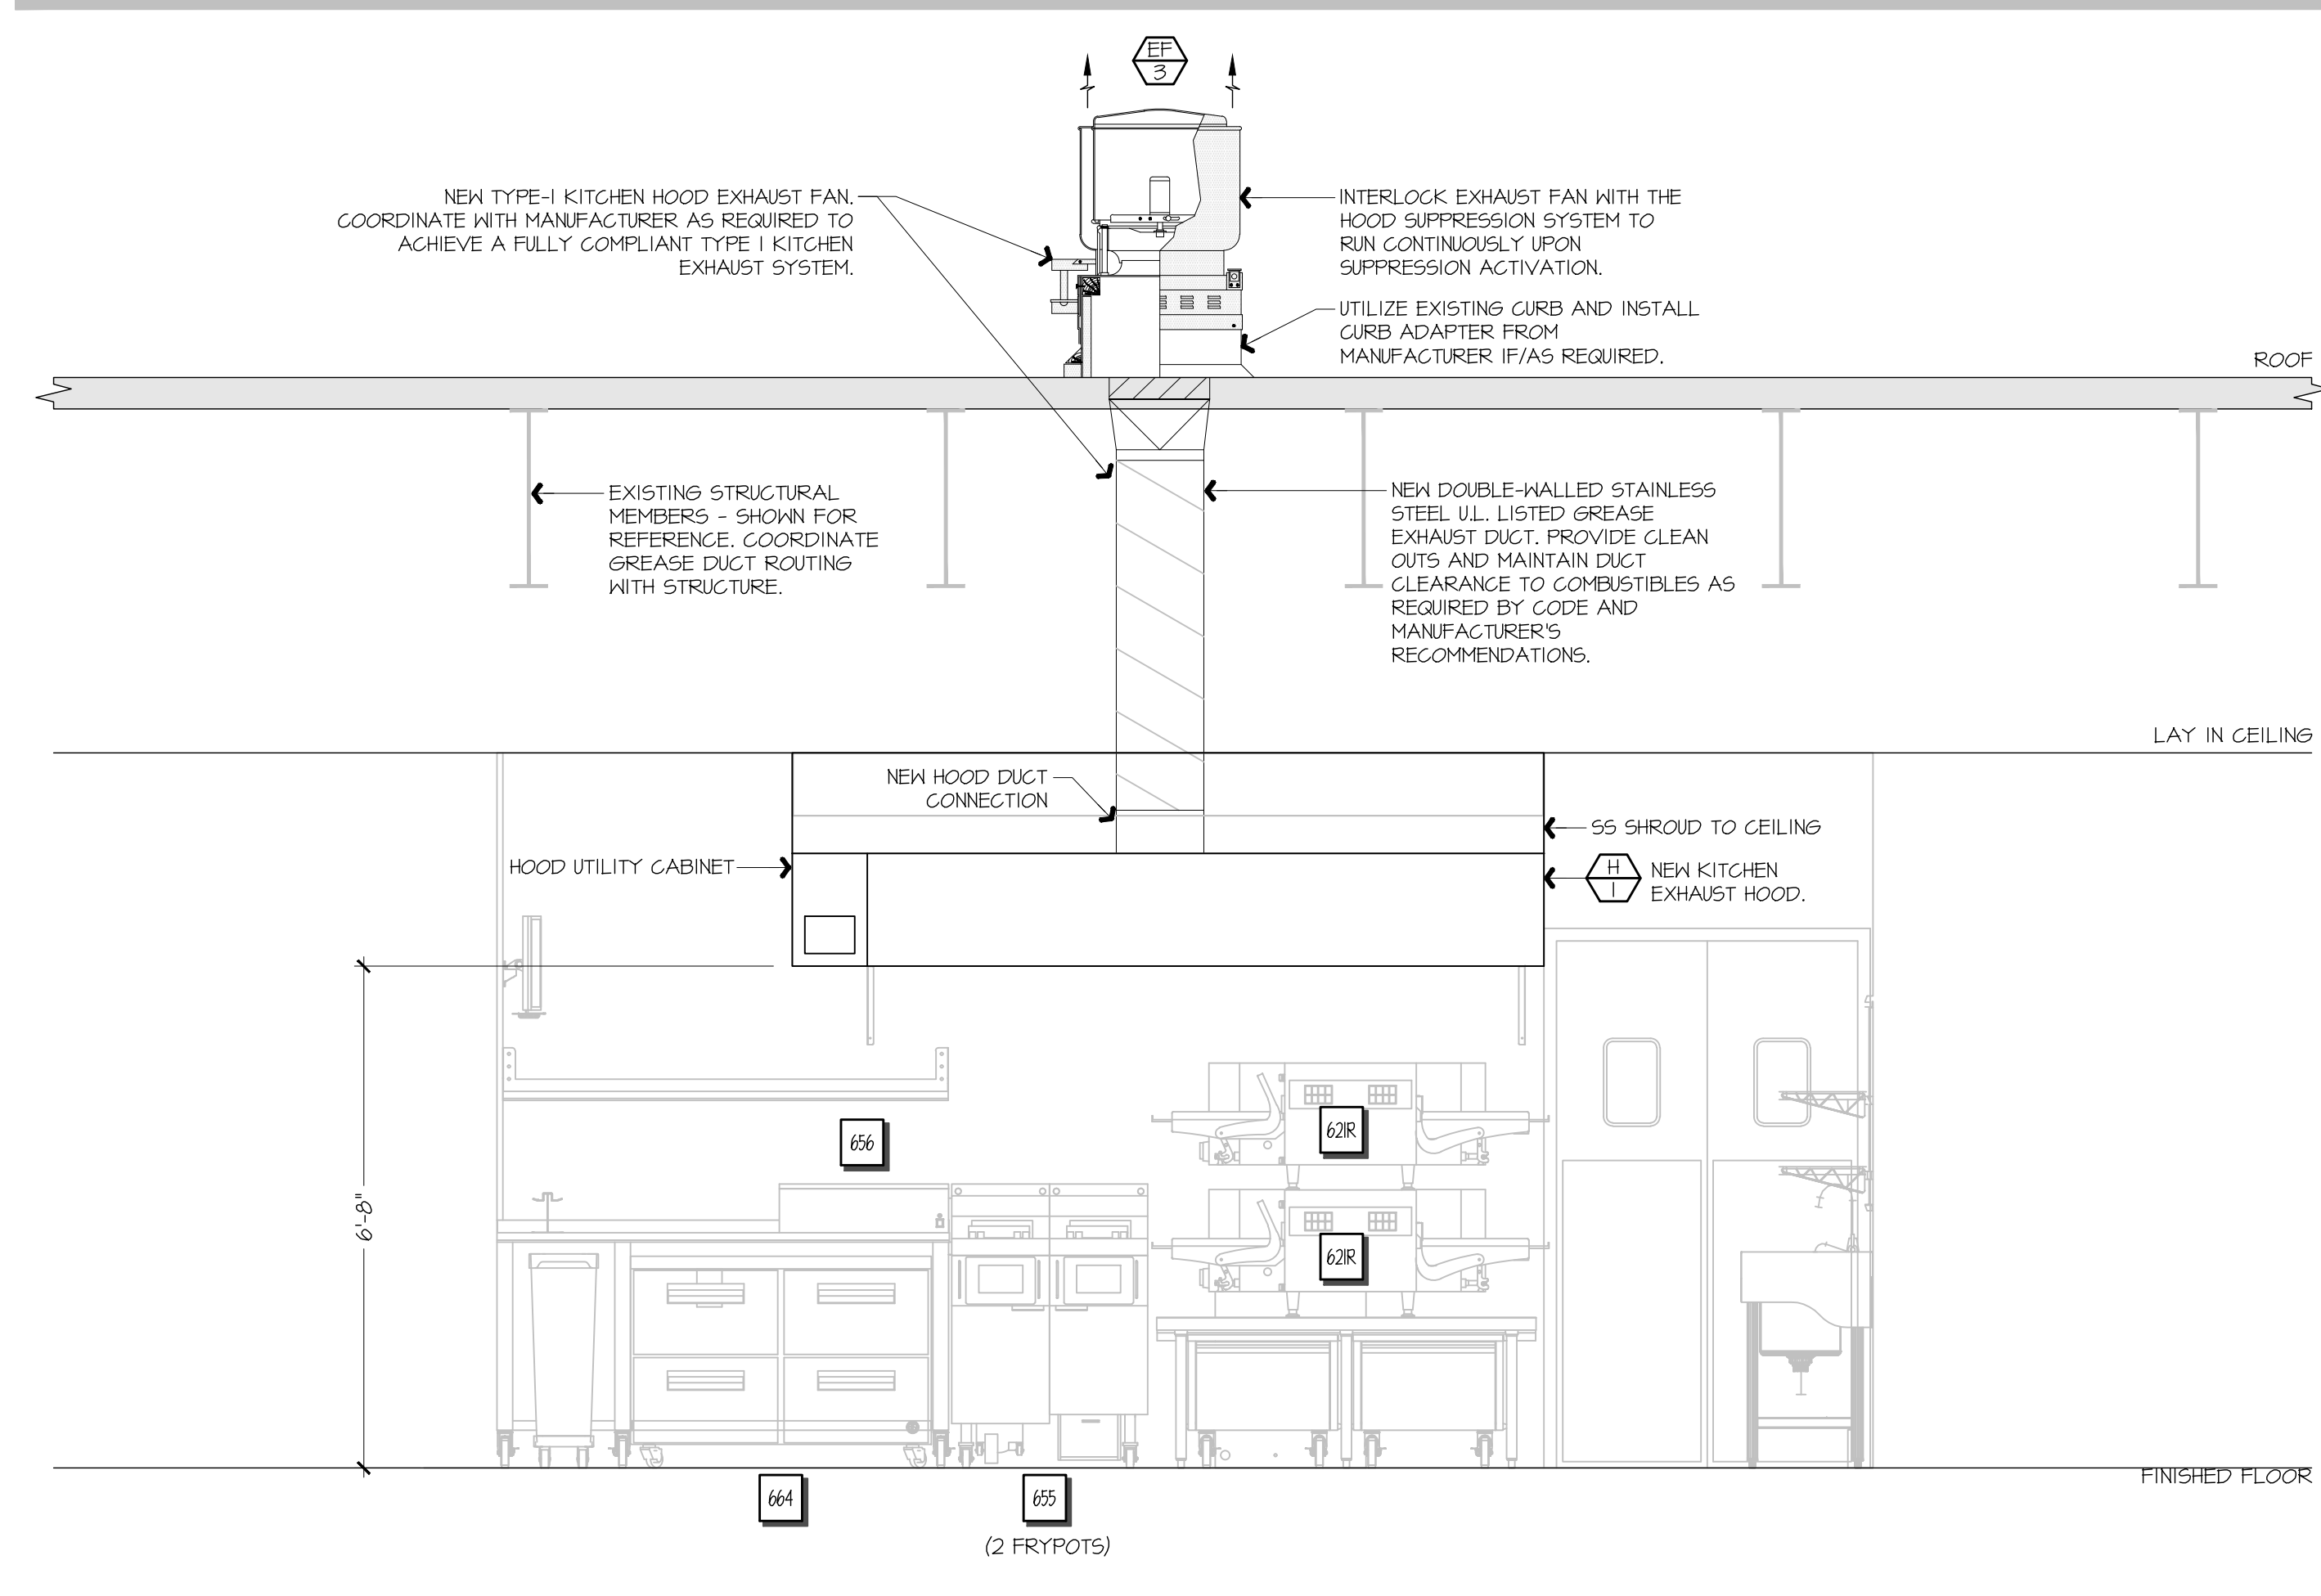 EF
3
NEW TYPE-I KITCHEN HOOD EXHAUST FAN.
COORDINATE WITH MANUFACTURER AS REQUIRED TO
ACHIEVE A FULLY COMPLIANT TYPE I KITCHEN
EXHAUST SYSTEM.
INTERLOCK EXHAUST FAN WITH THE
HOOD SUPPRESSION SYSTEM TO
RUN CONTINUOUSLY UPON
SUPPRESSION ACTIVATION.
UTILIZE EXISTING CURB AND INSTALL
CURB ADAPTER FROM
MANUFACTURER IF/AS REQUIRED.
ROOF
EXISTING STRUCTURAL
MEMBERS - SHOWN FOR
REFERENCE. COORDINATE
GREASE DUCT ROUTING
WITH STRUCTURE.
NEW DOUBLE-WALLED STAINLESS
STEEL U.L. LISTED GREASE
EXHAUST DUCT. PROVIDE CLEAN
OUTS AND MAINTAIN DUCT
CLEARANCE TO COMBUSTIBLES AS
REQUIRED BY CODE AND
MANUFACTURER'S
RECOMMENDATIONS.
LAY IN CEILING
NEW HOOD DUCT
CONNECTION
SS SHROUD TO CEILING
HOOD UTILITY CABINET
H
1
NEW KITCHEN
EXHAUST HOOD.
656
621R
621R
6'-8"
FINISHED FLOOR
664
655
(2 FRYPOTS)